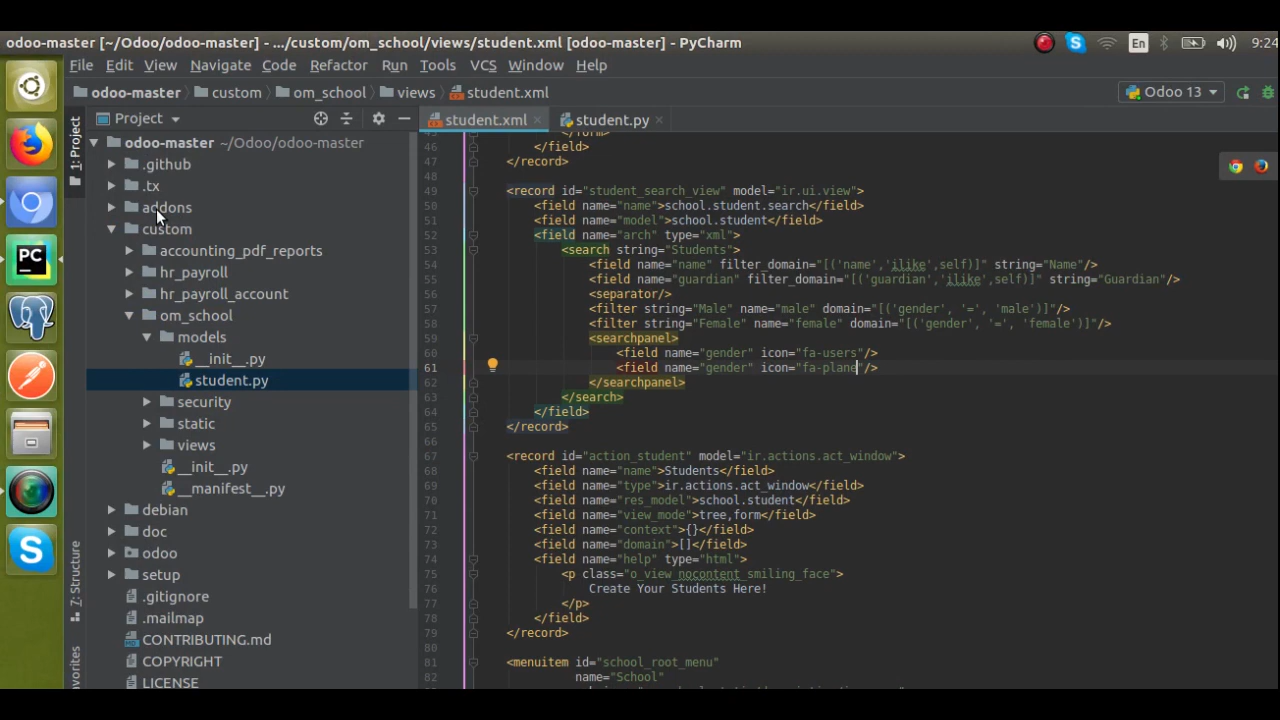 odoo-master [~/Odoo/odoo-master] - .../custom/om_school/views/student.xml [odoo-master] - PyCharm
En
9:24
File Edit View Navigate Code Refactor Run Tools VCS Window Help
odoo-master custom om_school views student.xml
Odoo 13
Project
student.xml
student.py
1: Project
7: Structure
odoo-master ~/Odoo/odoo-master
.github
.tx
addons
custom
accounting_pdf_reports
hr_payroll
hr_payroll_account
om_school
models
__init__.py
student.py
security
static
views
__init__.py
__manifest__.py
debian
doc
odoo
setup
.gitignore
.mailmap
CONTRIBUTING.md
COPYRIGHT
LICENSE
46 </field>
47 </record>
48
49 <record id="student_search_view" model="ir.ui.view">
50 <field name="name">school.student.search</field>
51 <field name="model">school.student</field>
52 <field name="arch" type="xml">
53 <search string="Students">
54 <field name="name" filter_domain="[('name','ilike',self)]" string="Name"/>
55 <field name="guardian" filter_domain="[('guardian','ilike',self)]" string="Guardian"/>
56 <separator/>
57 <filter string="Male" name="male" domain="[('gender', '=', 'male')]"/>
58 <filter string="Female" name="female" domain="[('gender', '=', 'female')]"/>
59 <searchpanel>
60 <field name="gender" icon="fa-users"/>
61 <field name="gender" icon="fa-plane"/>
62 </searchpanel>
63 </search>
64 </field>
65 </record>
66
67 <record id="action_student" model="ir.actions.act_window">
68 <field name="name">Students</field>
69 <field name="type">ir.actions.act_window</field>
70 <field name="res_model">school.student</field>
71 <field name="view_mode">tree,form</field>
72 <field name="context">{}</field>
73 <field name="domain">[]</field>
74 <field name="help" type="html">
75 <p class="o_view_nocontent_smiling_face">
76 Create Your Students Here!
77 </p>
78 </field>
79 </record>
80
81 <menuitem id="school_root_menu"
82 name="School"